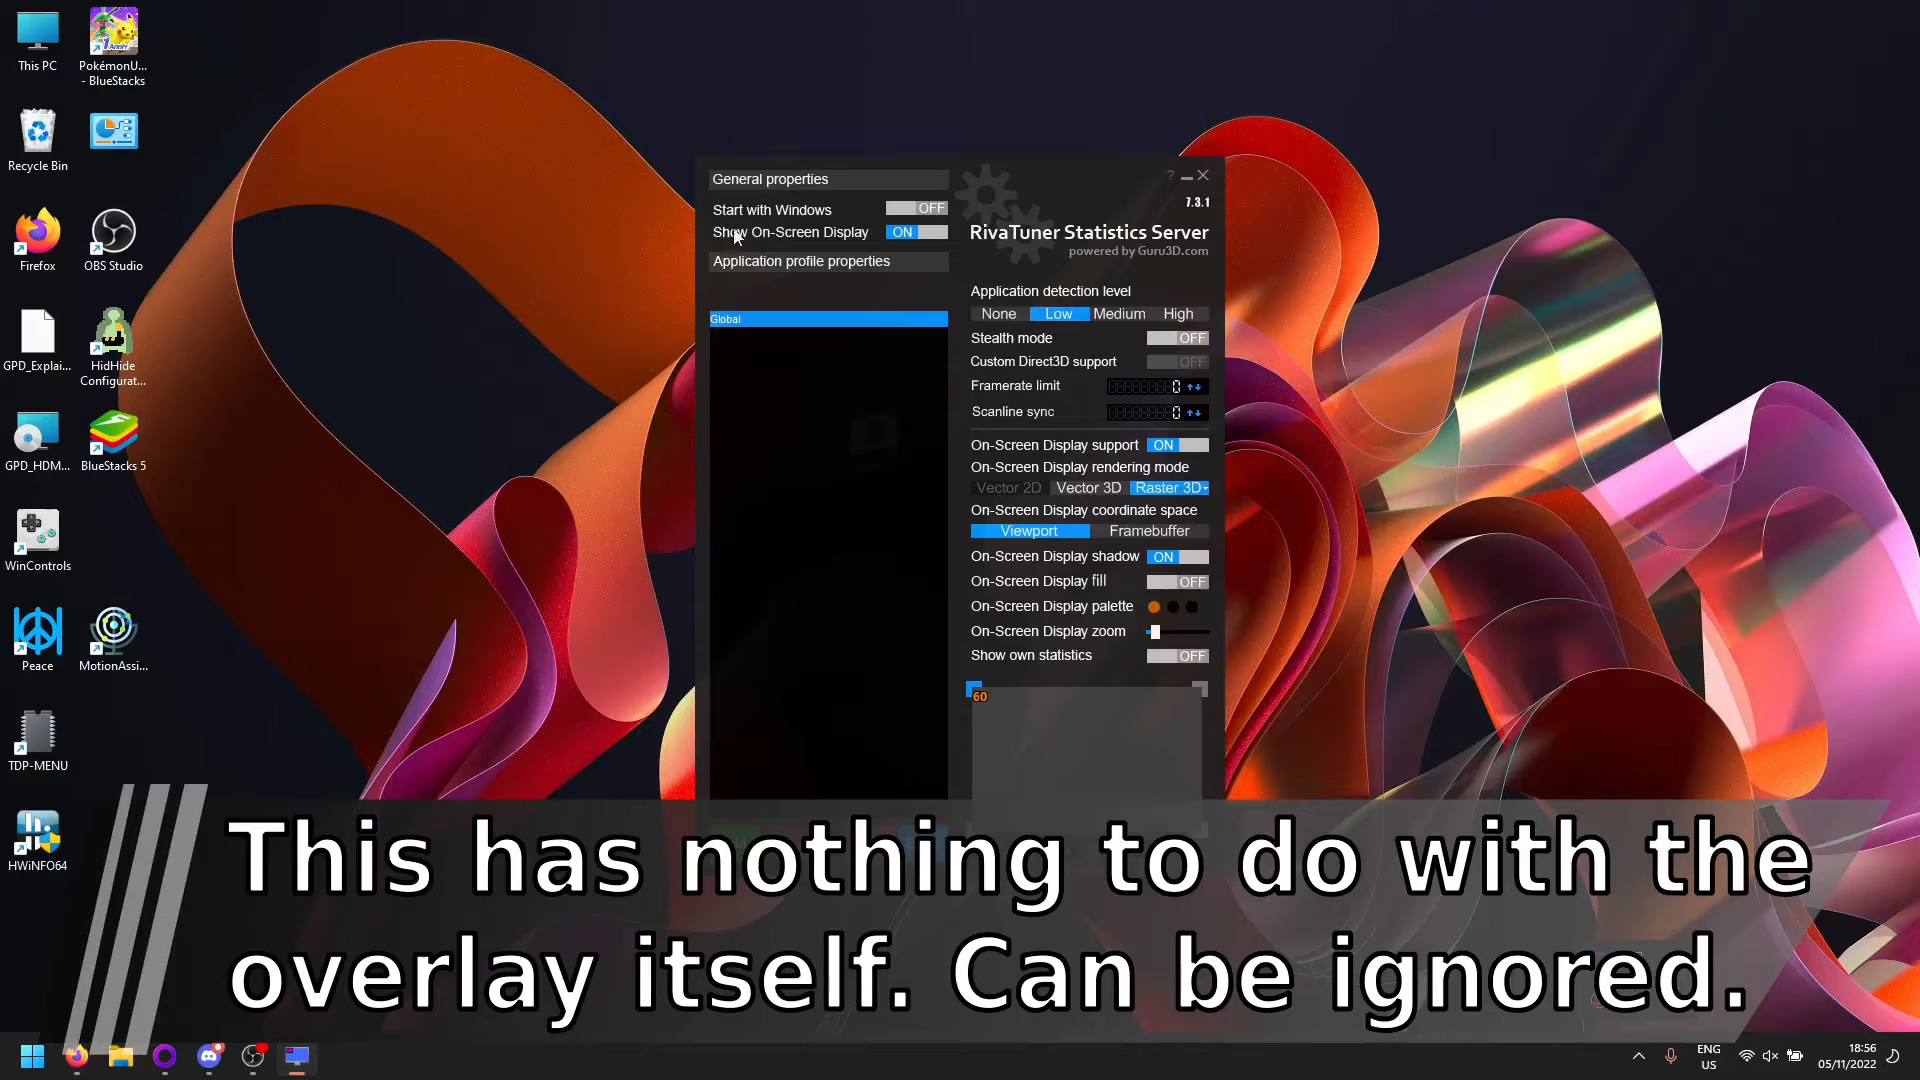 This PC
PokémonU...
- BlueStacks
Recycle Bin
Firefox
OBS Studio
GPD_Explai...
HidHide
Configurat...
GPD_HDM...
BlueStacks 5
WinControls
Peace
MotionAssi...
TDP-MENU
HWiNFO64
General properties
Start with Windows OFF
Show On-Screen Display ON
Application profile properties
Global
? 
7.3.1
RivaTuner Statistics Server
powered by Guru3D.com
Application detection level
None Low Medium High
Stealth mode OFF
Custom Direct3D support OFF
Framerate limit 0
Scanline sync 0
On-Screen Display support ON
On-Screen Display rendering mode
Vector 2D Vector 3D Raster 3D
On-Screen Display coordinate space
Viewport Framebuffer
On-Screen Display shadow ON
On-Screen Display fill OFF
On-Screen Display palette
On-Screen Display zoom
Show own statistics OFF
60
This has nothing to do with the
overlay itself. Can be ignored.
ENG
US
18:56
05/11/2022